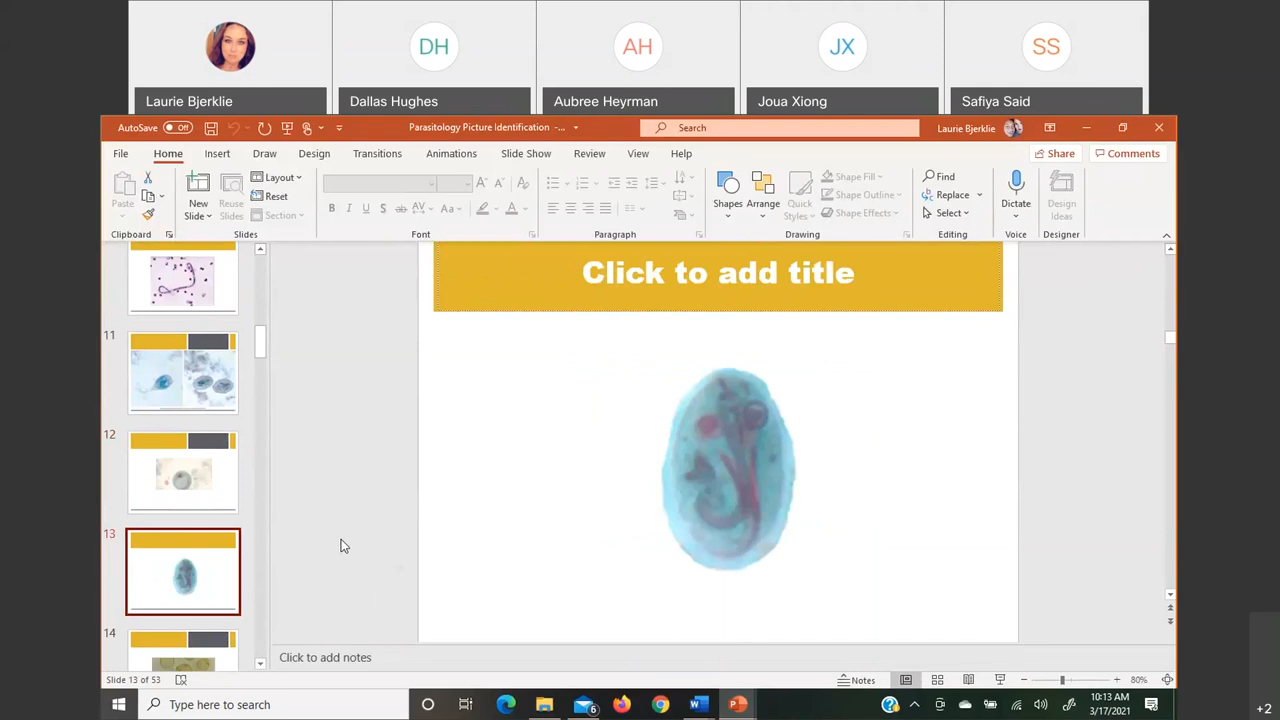 DH
AH
JX
SS
Laurie Bjerklie
Dallas Hughes
Aubree Heyrman
Joua Xiong
Safiya Said
AutoSave Off
Parasitology Picture Identification -...
Search
Laurie Bjerklie
File Home Insert Draw Design Transitions Animations Slide Show Review View Help
Share
Comments
Paste
Clipboard
New
Slide
Reuse
Slides
Layout
Reset
Section
Slides
B I U S ab AV Aa A
Font
Paragraph
Shapes
Arrange
Quick
Styles
Shape Fill
Shape Outline
Shape Effects
Drawing
Find
Replace
Select
Editing
Dictate
Voice
Design
Ideas
Designer
11
12
13
14
Click to add title
Click to add notes
Slide 13 of 53
Notes
80%
Type here to search
6
10:13 AM
3/17/2021
+2